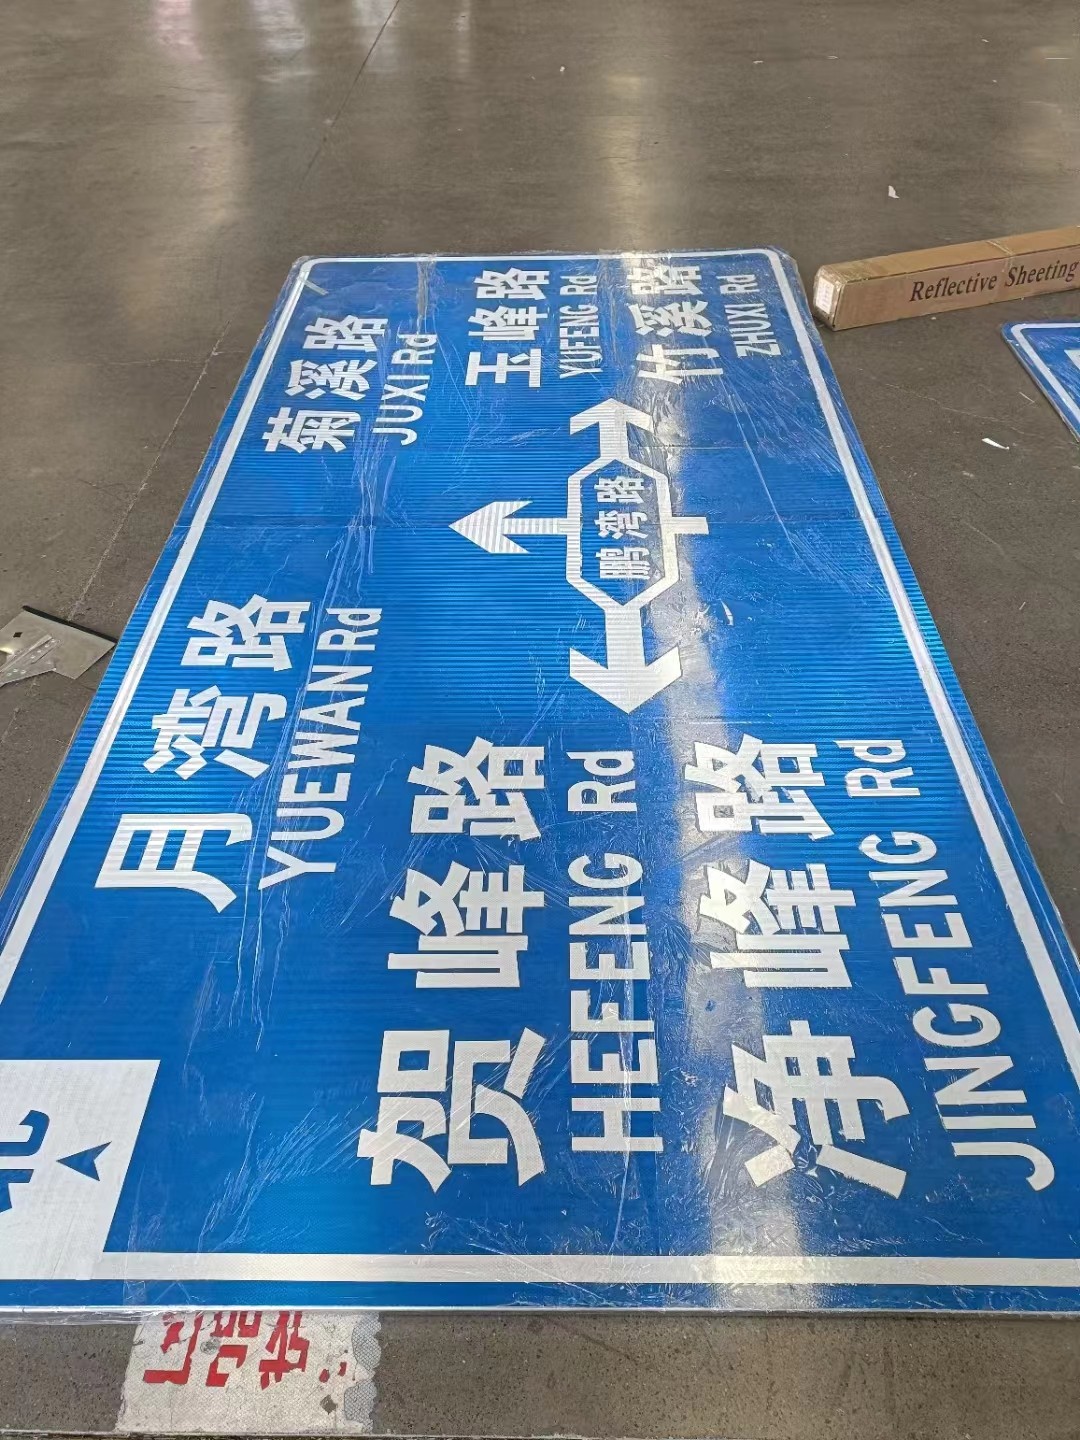 北
月湾路
YUEWAN Rd
菊溪路
JUXI Rd
贺峰路
HEFENG Rd
玉峰路
YUFENG Rd
鹏湾路
净峰路
JINGFENG Rd
竹溪路
ZHUXI Rd
Reflective Sheeting